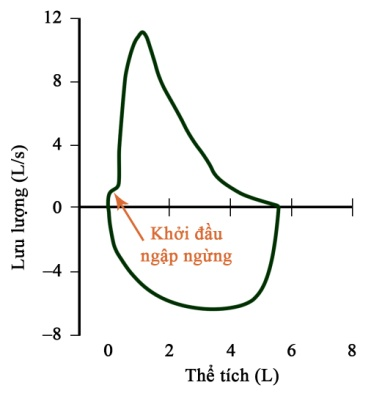 12
8
4
0
–4
–8
Lưu lượng (L/s)
Khởi đầu
ngập ngừng
0 2 4 6 8
Thể tích (L)